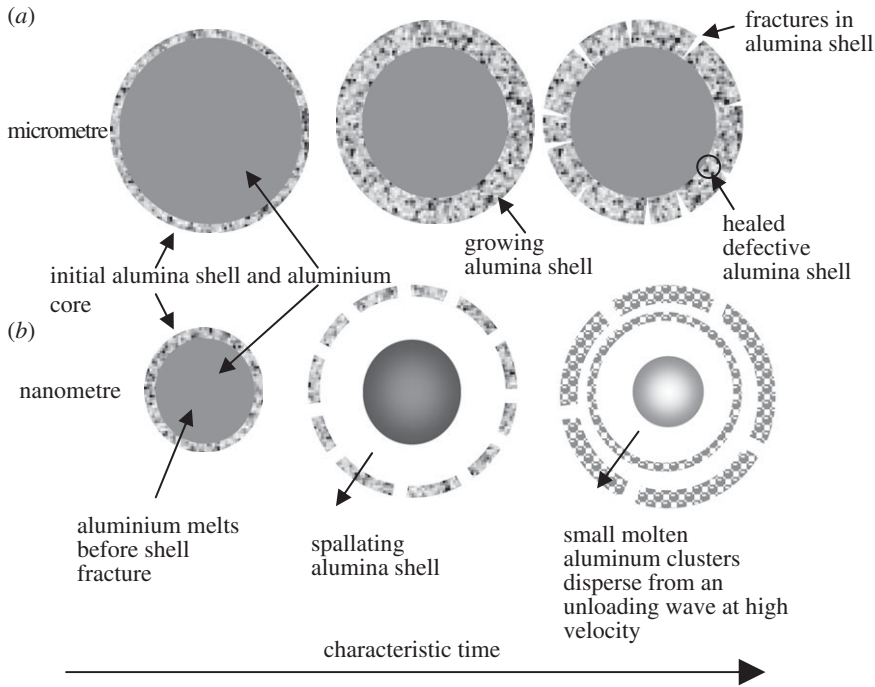 (a)
fractures in
alumina shell
micrometre
healed
defective
alumina shell
growing
alumina shell
initial alumina shell and aluminium
core
(b)
nanometre
aluminium melts
before shell
fracture
spallating
alumina shell
small molten
aluminum clusters
disperse from an
unloading wave at high
velocity
characteristic time